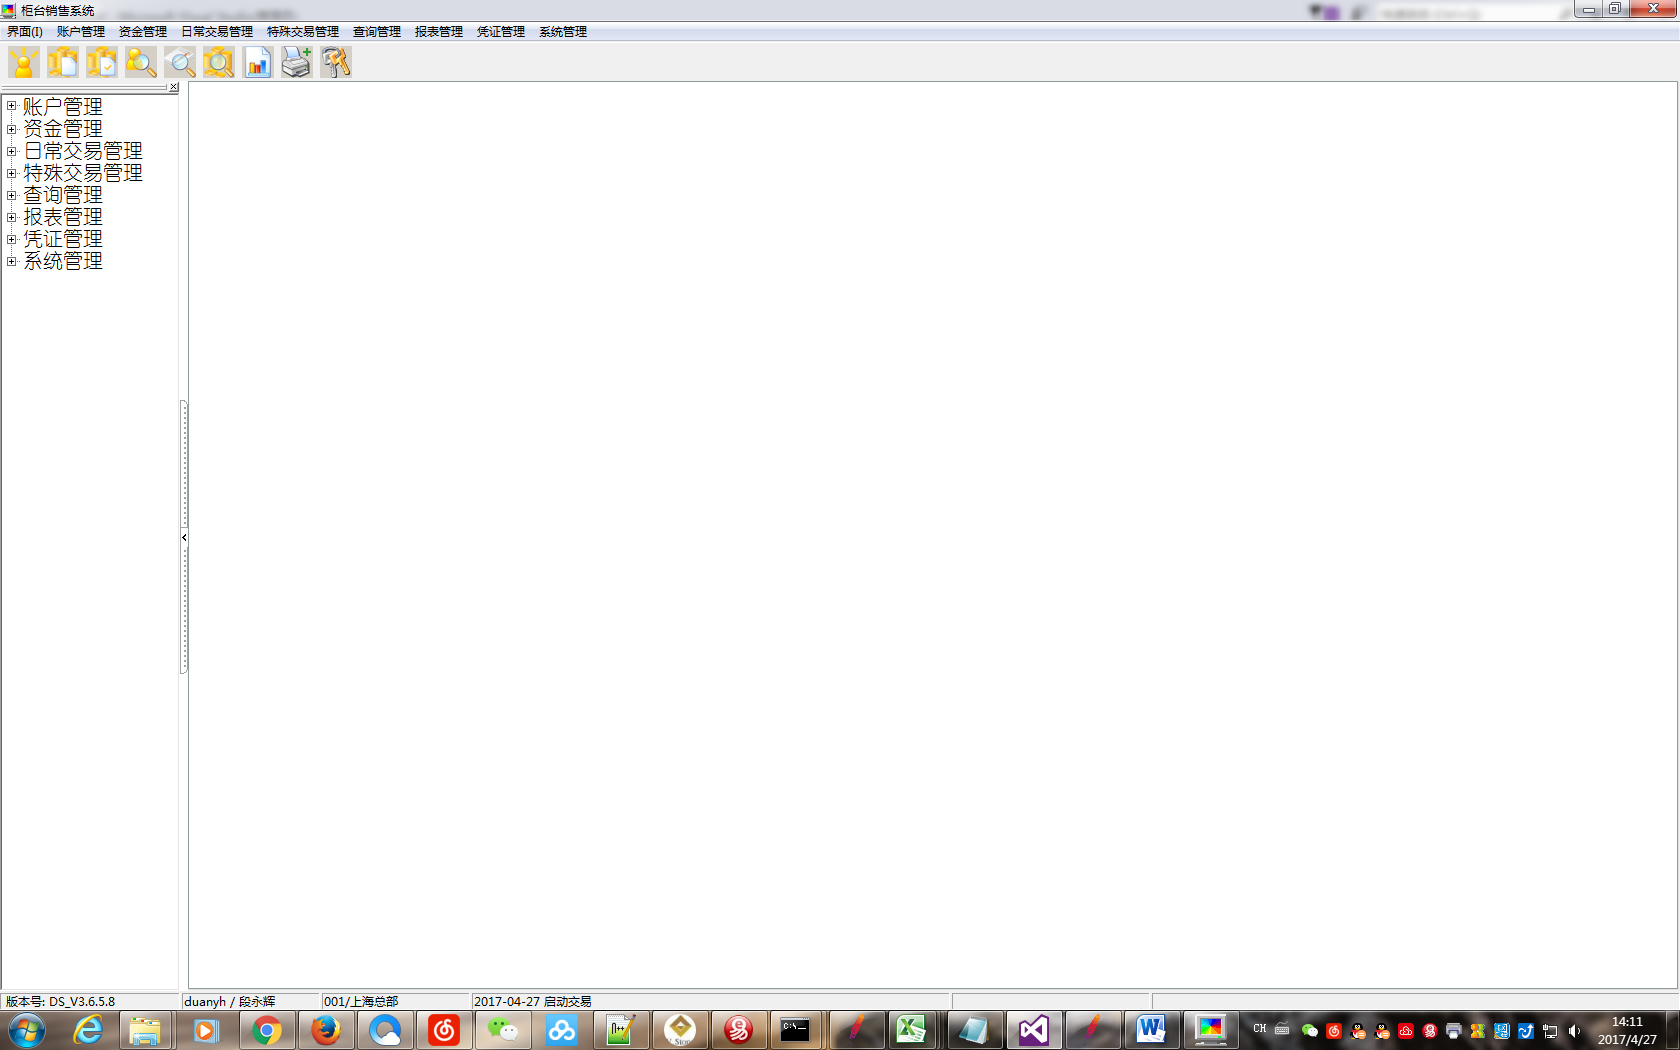 柜台销售系统
界面(I) 账户管理 资金管理 日常交易管理 特殊交易管理 查询管理 报表管理 凭证管理 系统管理
账户管理
资金管理
日常交易管理
特殊交易管理
查询管理
报表管理
凭证管理
系统管理
版本号: DS_V3.6.5.8 duanyh / 段永辉 001/上海总部 2017-04-27 启动交易
CH 14:11
2017/4/27